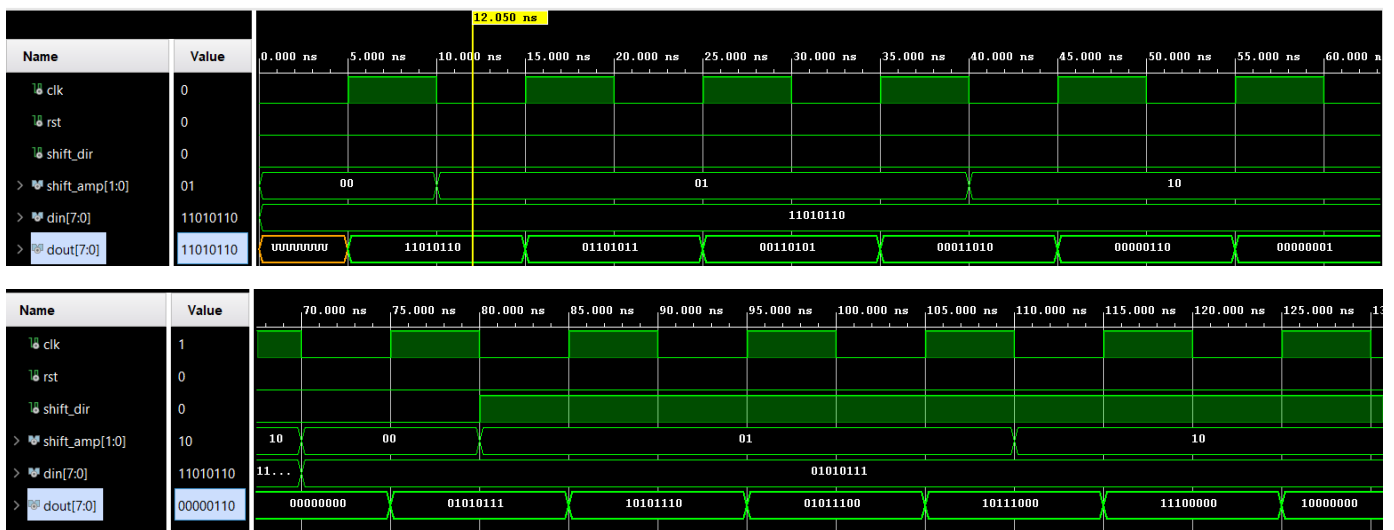 12.050 ns
Name Value 0.000 ns 5.000 ns 10.000 ns 15.000 ns 20.000 ns 25.000 ns 30.000 ns 35.000 ns 40.000 ns 45.000 ns 50.000 ns 55.000 ns 60.000 n
clk 0
rst 0
shift_dir 0
shift_amp[1:0] 01 00 01 10
din[7:0] 11010110 11010110
dout[7:0] 11010110 UUUUUUUU 11010110 01101011 00110101 00011010 00000110 00000001
Name Value 70.000 ns 75.000 ns 80.000 ns 85.000 ns 90.000 ns 95.000 ns 100.000 ns 105.000 ns 110.000 ns 115.000 ns 120.000 ns 125.000 ns 13
clk 1
rst 0
shift_dir 0
shift_amp[1:0] 10 10 00 01 10
din[7:0] 11010110 11... 01010111
dout[7:0] 00000110 00000000 01010111 10101110 01011100 10111000 11100000 10000000